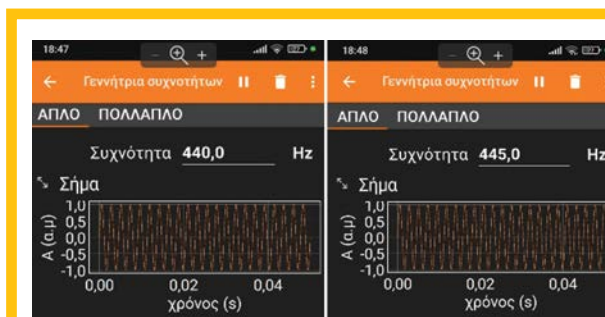 18:47
Γεννήτρια συχνοτήτων
ΑΠΛΟ ΠΟΛΛΑΠΛΟ
Συχνότητα 440,0 Hz
Σήμα
A (α.μ)
1,0
0,5
0,0
-0,5
-1,0
0,00 0,02 0,04
χρόνος (s)
18:48
Γεννήτρια συχνοτήτων
ΑΠΛΟ ΠΟΛΛΑΠΛΟ
Συχνότητα 445,0 Hz
Σήμα
A (α.μ)
1,0
0,5
0,0
-0,5
-1,0
0,00 0,02 0,04
χρόνος (s)